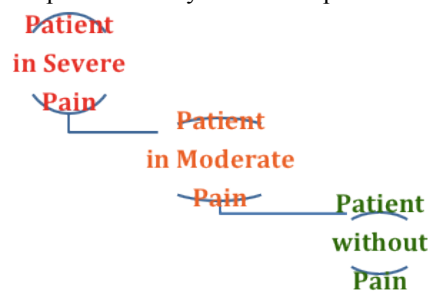 Patient
in Severe
Pain
Patient
in Moderate
Pain
Patient
without
Pain